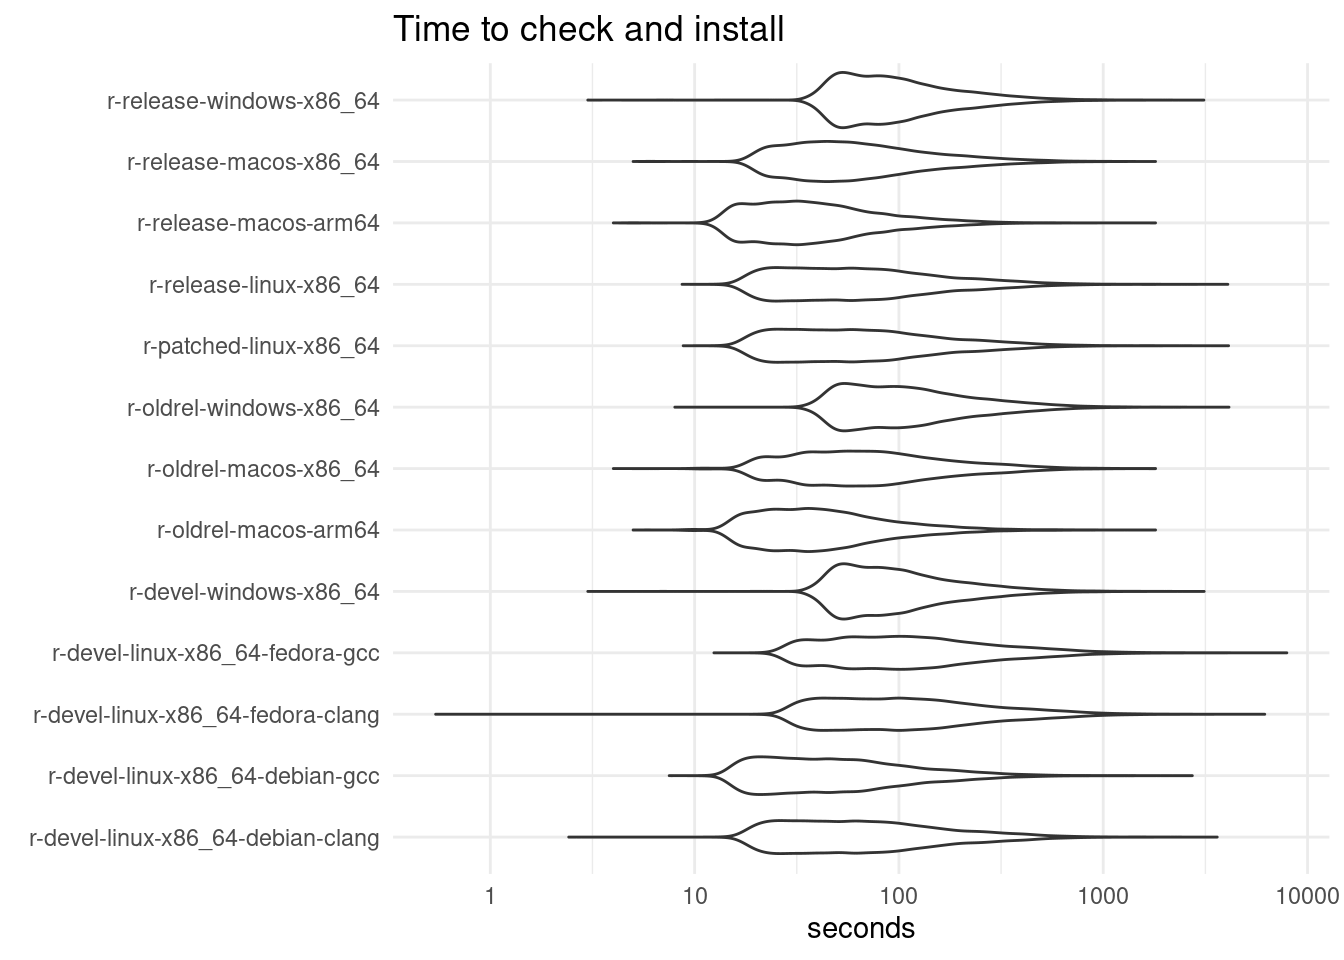 Time to check and install
r-release-windows-x86_64
r-release-macos-x86_64
r-release-macos-arm64
r-release-linux-x86_64
r-patched-linux-x86_64
r-oldrel-windows-x86_64
r-oldrel-macos-x86_64
r-oldrel-macos-arm64
r-devel-windows-x86_64
r-devel-linux-x86_64-fedora-gcc
r-devel-linux-x86_64-fedora-clang
r-devel-linux-x86_64-debian-gcc
r-devel-linux-x86_64-debian-clang
1 10 100 1000 10000
seconds